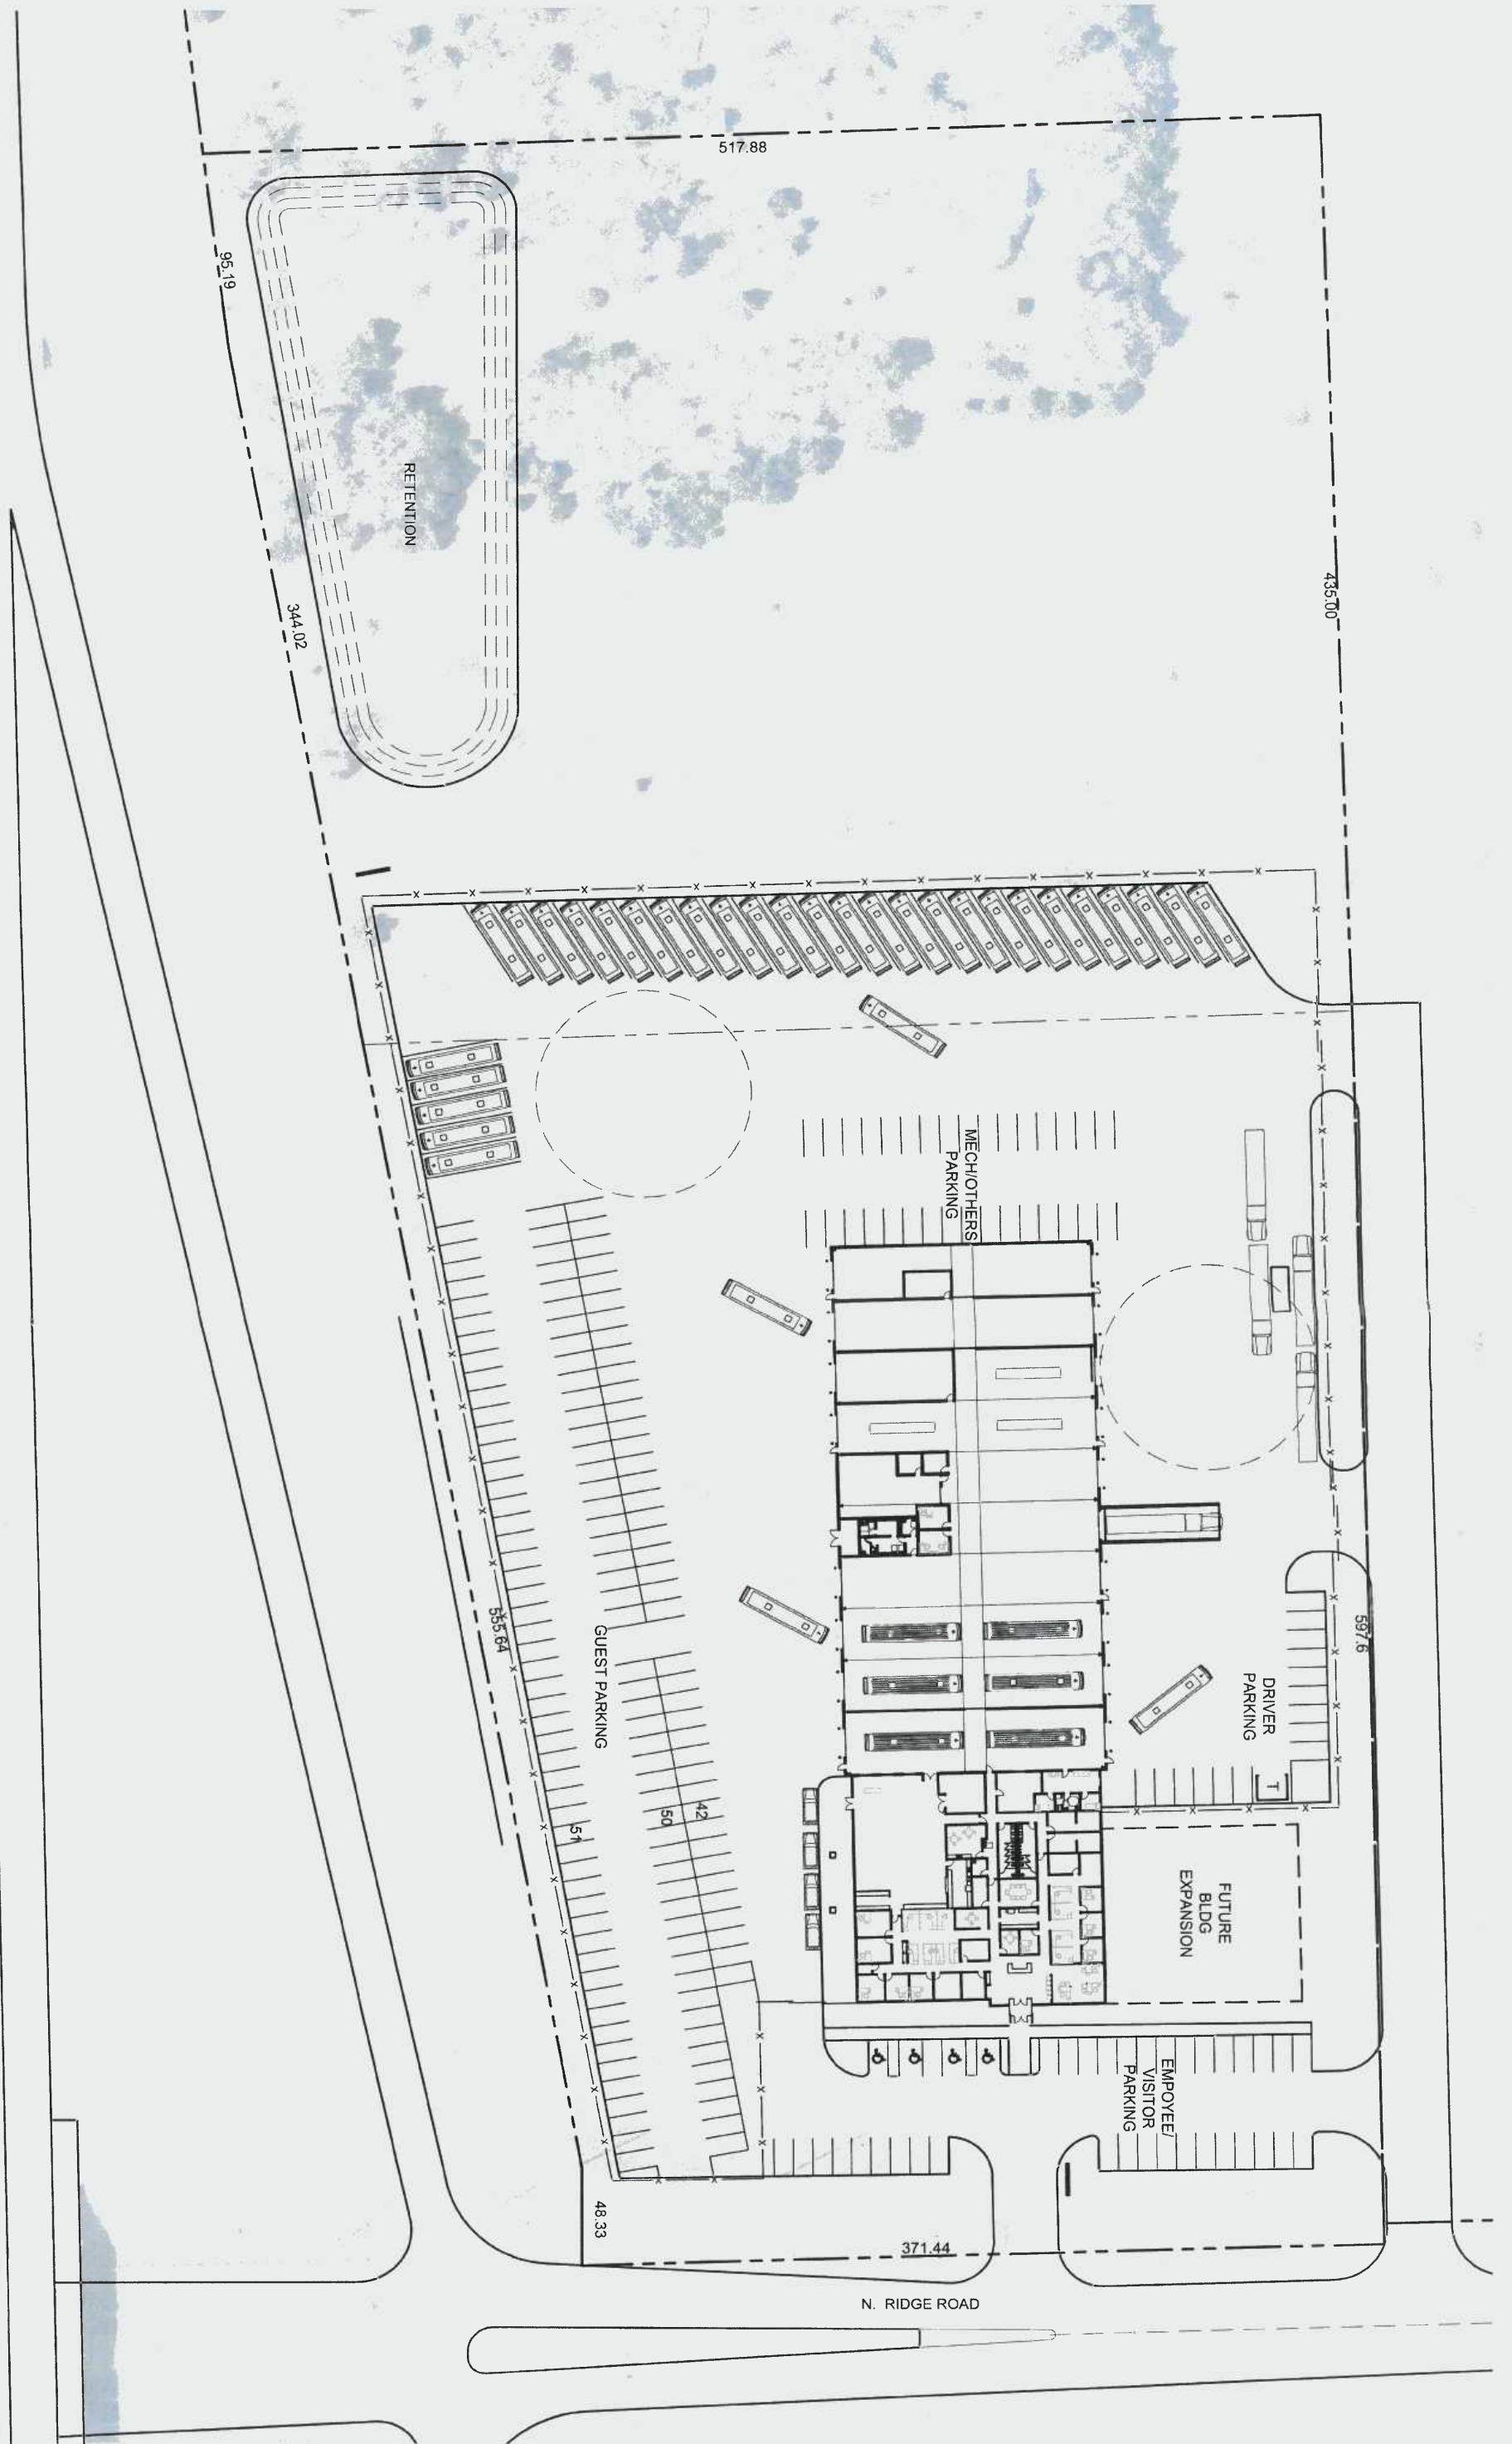 517.88
95.19
RETENTION
435.00
344.02
MECH/OTHERS
PARKING
555.64
GUEST PARKING
597.6
DRIVER
PARKING
T
42
50
51
FUTURE
BLDG
EXPANSION
EMPOYEE/
VISITOR
PARKING
48.33
371.44
N. RIDGE ROAD